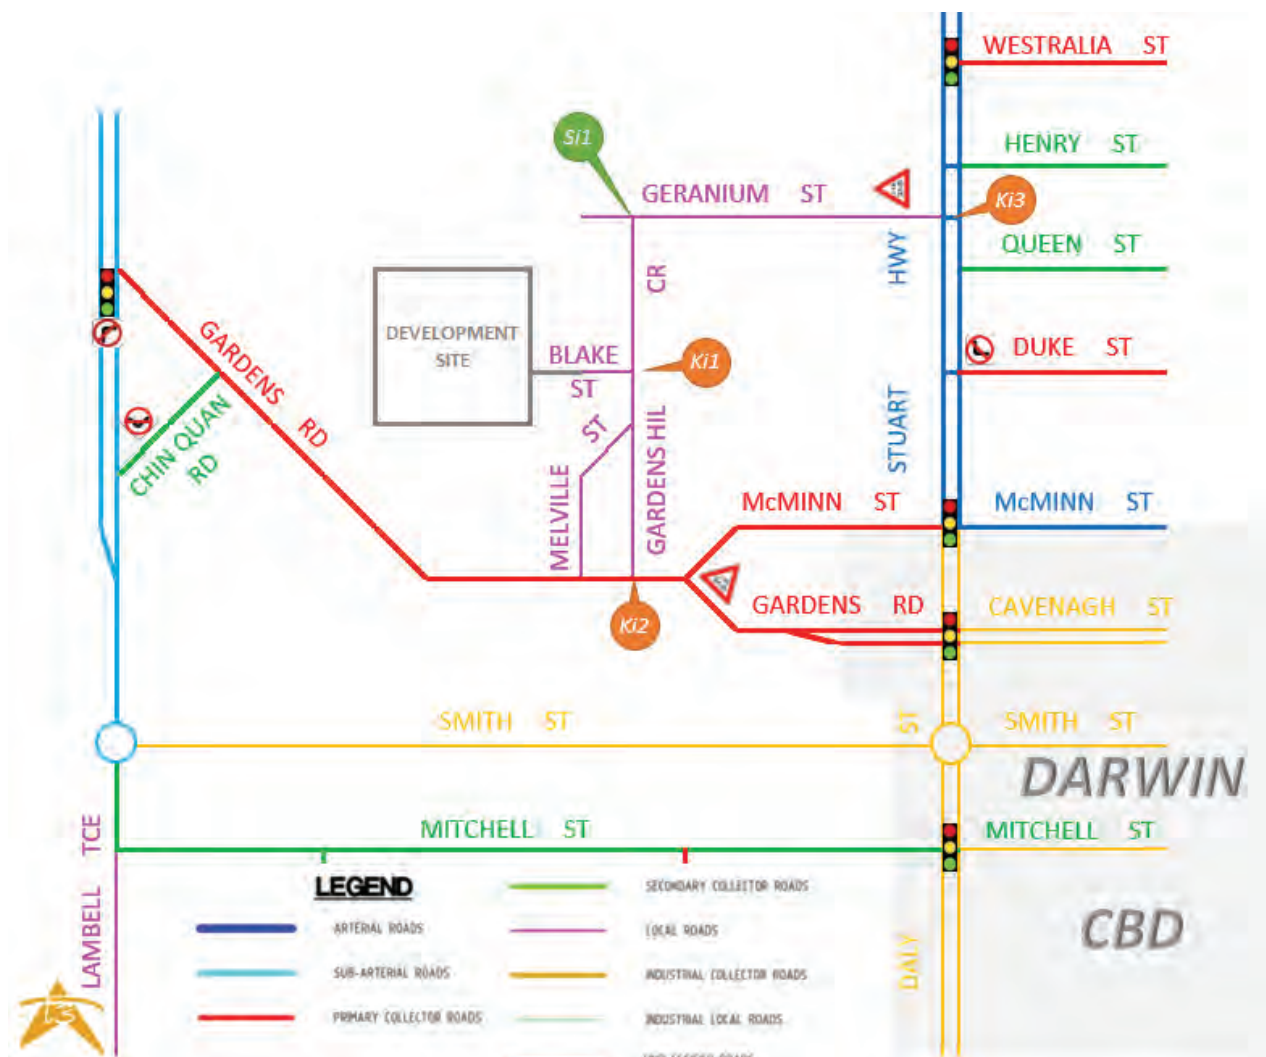 WESTRALIA ST
Si1
HENRY ST
GERANIUM ST
Ki3
HWY
QUEEN ST
CR
GARDENS
RD
DEVELOPMENT
SITE
BLAKE
ST
Ki1
DUKE ST
STUART
CHIN QUAN
RD
ST
MELVILLE
GARDENS HIL
McMINN ST
McMINN ST
GARDENS RD
CAVENAGH ST
Ki2
SMITH ST
ST
SMITH ST
DARWIN
MITCHELL ST
MITCHELL ST
LAMBELL TCE
DALY
CBD
LEGEND
ARTERIAL ROADS
SUB-ARTERIAL ROADS
PRIMARY COLLECTOR ROADS
SECONDARY COLLECTOR ROADS
LOCAL ROADS
INDUSTRIAL COLLECTOR ROADS
INDUSTRIAL LOCAL ROADS